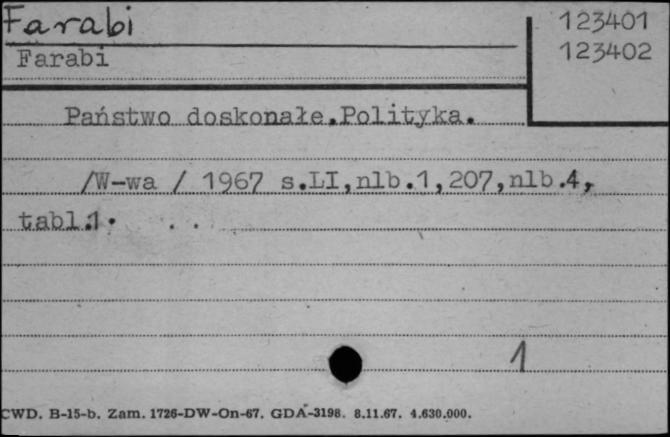 Farabi
123401
Farabi
123402
Państwo doskonałe.Polityka.
/W-wa / 1967 s.LI,nlb.1,207,nlb.4,
tabl.1.
1
CWD. B-15-b. Zam. 1726-DW-On-67. GDA-3198. 8.11.67. 4.630.000.